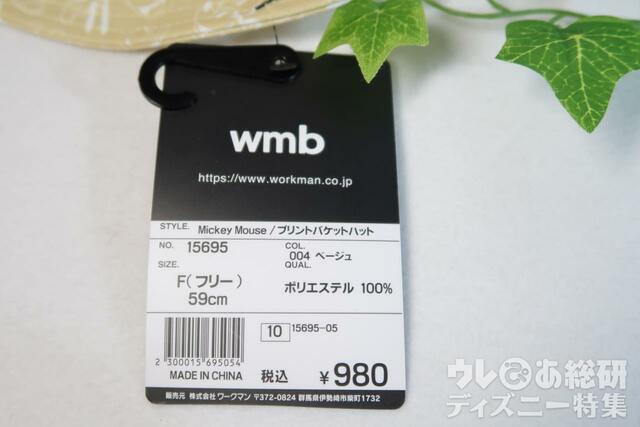 wmb
https://www.workman.co.jp
STYLE. Mickey Mouse/プリントバケットハット
NO. 15695
COL. 004 ベージュ
SIZE. F(フリー) 59cm
QUAL. ポリエステル 100%
10 15695-05
2 300015 695054
MADE IN CHINA 税込 ¥980
販売元 株式会社 ワークマン 〒372-0824 群馬県伊勢崎市柴町1732
ウレぴあ総研
ディズニー特集